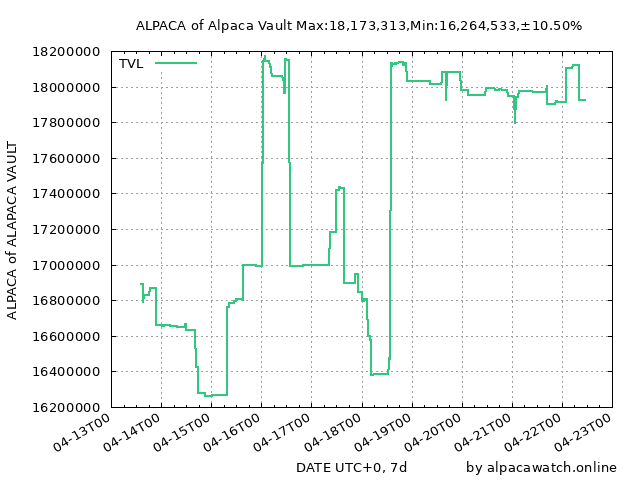 ALPACA of Alpaca Vault Max:18,173,313,Min:16,264,533,±10.50%
TVL
18200000
18000000
17800000
17600000
17400000
17200000
17000000
16800000
16600000
16400000
16200000
ALPACA of ALAPACA VAULT
04-13T00
04-14T00
04-15T00
04-16T00
04-17T00
04-18T00
04-19T00
04-20T00
04-21T00
04-22T00
04-23T00
DATE UTC+0, 7d
by alpacawatch.online